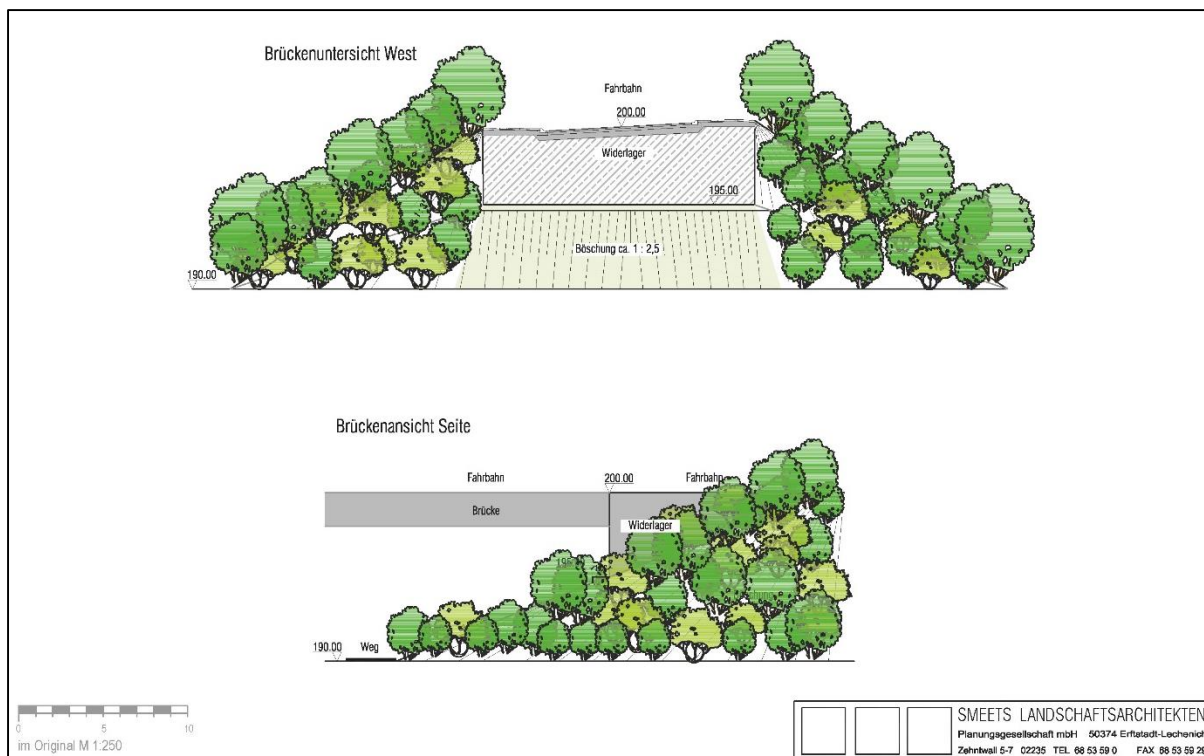 Brückenuntersicht West
Fahrbahn
200.00
Widerlager
195.00
Böschung ca. 1 : 2,5
190.00
Brückenansicht Seite
Fahrbahn
200.00
Fahrbahn
Brücke
Widerlager
190.00
Weg
0 5 10
im Original M 1:250
SMEETS LANDSCHAFTSARCHITEKTEN
Planungsgesellschaft mbH 50374 Erftstadt-Lechenich
Zehntwall 5-7 02235 TEL 68 53 59 0 FAX 68 53 59 29